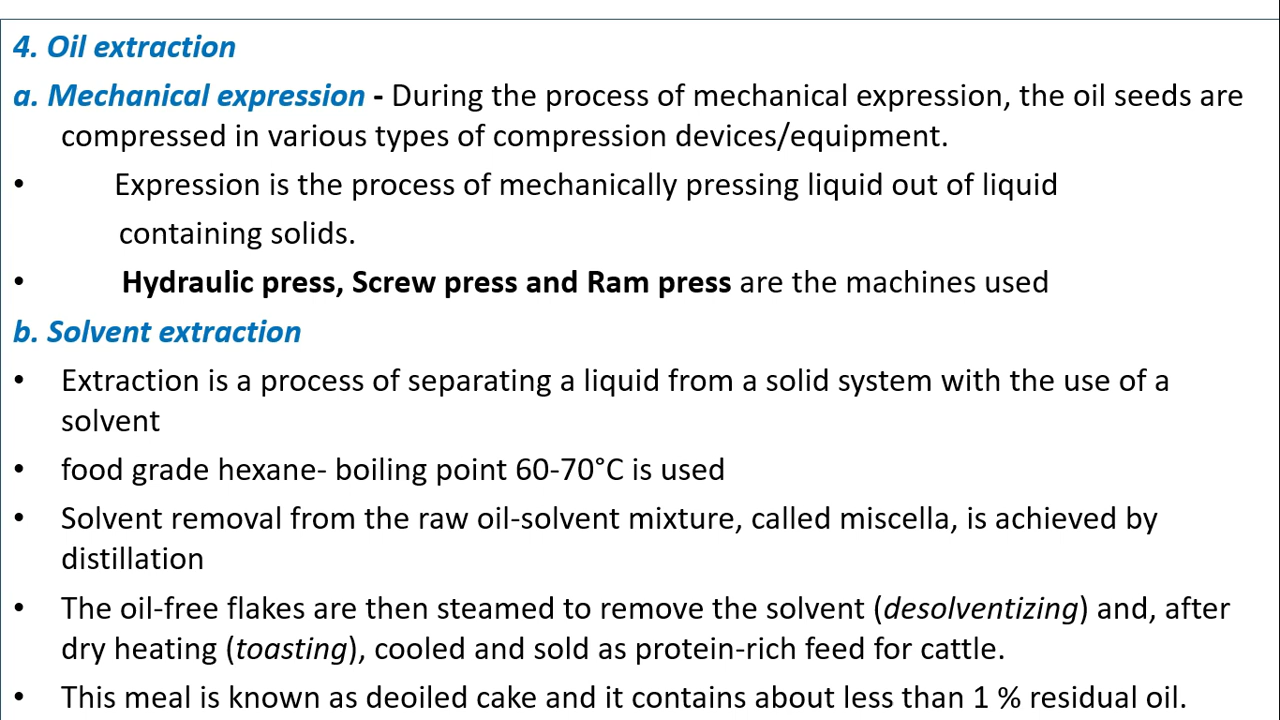 4. Oil extraction
a. Mechanical expression - During the process of mechanical expression, the oil seeds are
compressed in various types of compression devices/equipment.
• Expression is the process of mechanically pressing liquid out of liquid
containing solids.
• Hydraulic press, Screw press and Ram press are the machines used
b. Solvent extraction
• Extraction is a process of separating a liquid from a solid system with the use of a
solvent
• food grade hexane- boiling point 60-70°C is used
• Solvent removal from the raw oil-solvent mixture, called miscella, is achieved by
distillation
• The oil-free flakes are then steamed to remove the solvent (desolventizing) and, after
dry heating (toasting), cooled and sold as protein-rich feed for cattle.
• This meal is known as deoiled cake and it contains about less than 1 % residual oil.